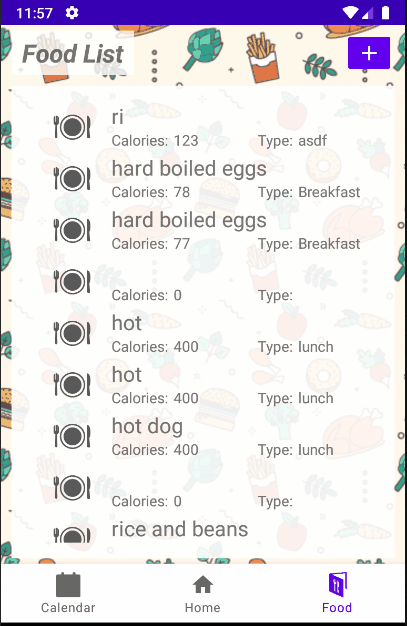 11:57
Food List
+
ri
Calories: 123 Type: asdf
hard boiled eggs
Calories: 78 Type: Breakfast
hard boiled eggs
Calories: 77 Type: Breakfast
Calories: 0 Type:
hot
Calories: 400 Type: lunch
hot
Calories: 400 Type: lunch
hot dog
Calories: 400 Type: lunch
Calories: 0 Type:
rice and beans
Calendar Home Food